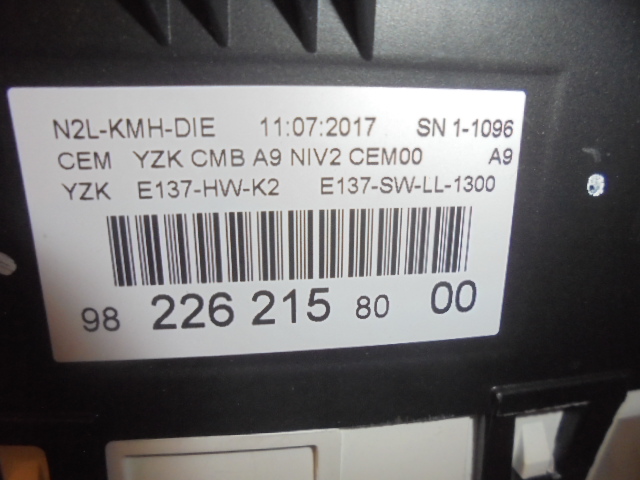 N2L-KMH-DIE 11:07:2017 SN 1-1096
CEM YZK CMB A9 NIV2 CEM00 A9
YZK E137-HW-K2 E137-SW-LL-1300
98 226 215 80 00